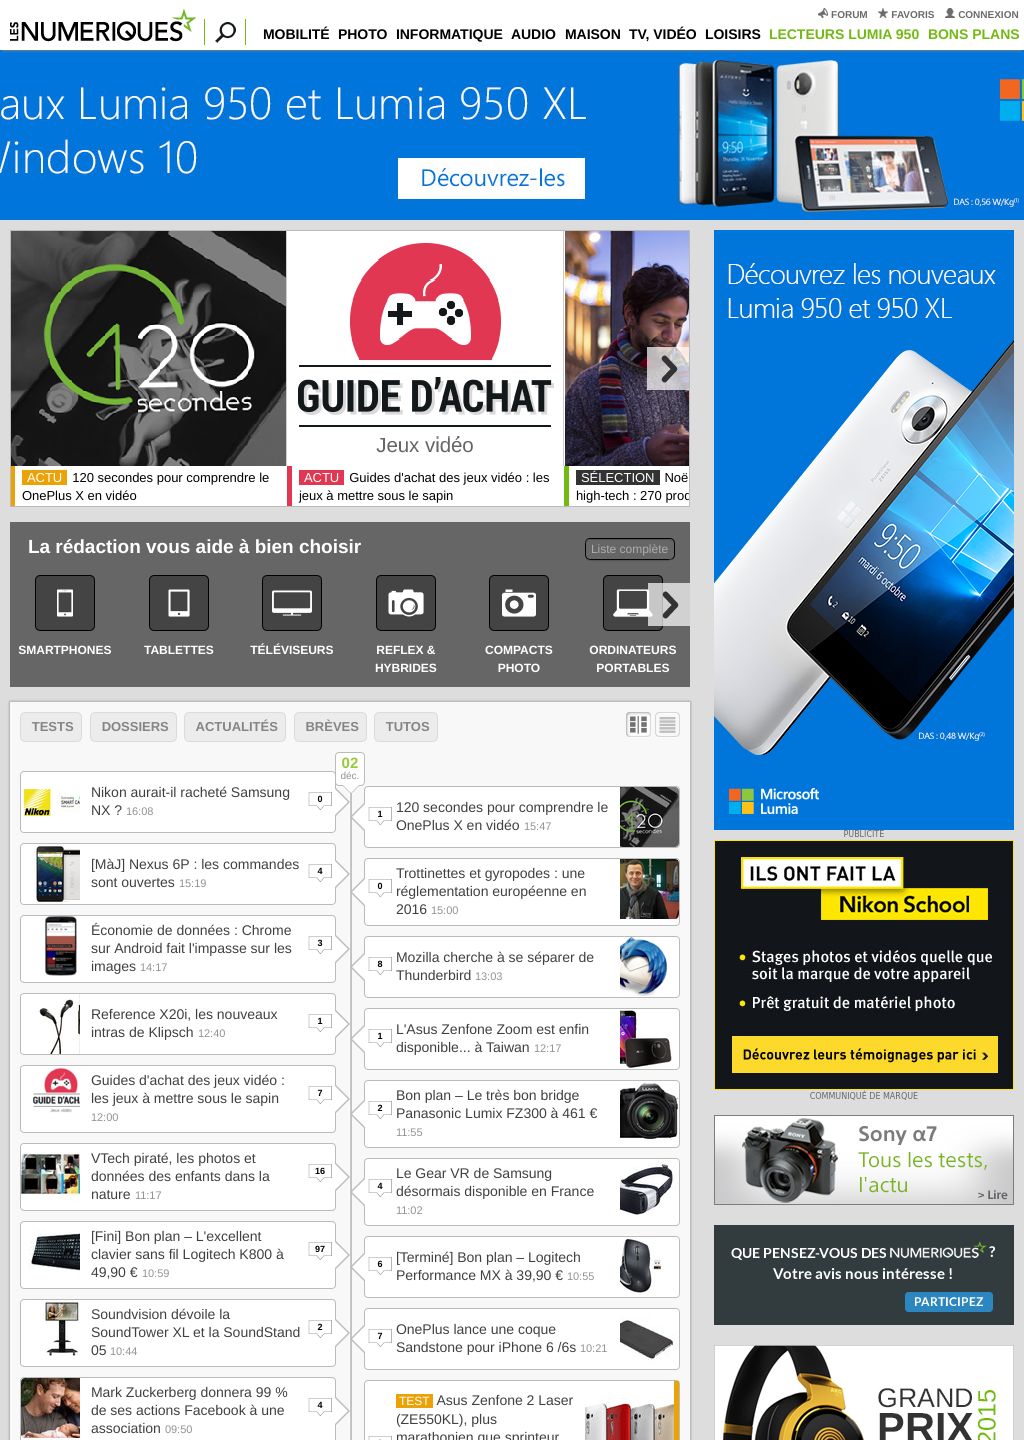 LES NUMERIQUES
FORUM FAVORIS CONNEXION
MOBILITÉ PHOTO INFORMATIQUE AUDIO MAISON TV, VIDÉO LOISIRS LECTEURS LUMIA 950 BONS PLANS
aux Lumia 950 et Lumia 950 XL
Windows 10
Découvrez-les
9:50
DAS : 0,56 W/Kg(1)
120
secondes
ACTU 120 secondes pour comprendre le
OnePlus X en vidéo
GUIDE D'ACHAT
Jeux vidéo
ACTU Guides d'achat des jeux vidéo : les
jeux à mettre sous le sapin
SÉLECTION Noë
high-tech : 270 proc
Découvrez les nouveaux
Lumia 950 et 950 XL
9:50
mardi 6 octobre
DAS : 0,48 W/Kg(2)
Microsoft
Lumia
PUBLICITÉ
La rédaction vous aide à bien choisir
Liste complète
SMARTPHONES
TABLETTES
TÉLÉVISEURS
REFLEX &
HYBRIDES
COMPACTS
PHOTO
ORDINATEURS
PORTABLES
TESTS DOSSIERS ACTUALITÉS BRÈVES TUTOS
02
déc.
Nikon
Nikon aurait-il racheté Samsung
NX ? 16:08
0
1
120 secondes pour comprendre le
OnePlus X en vidéo 15:47
120
secondes
[MàJ] Nexus 6P : les commandes
sont ouvertes 15:19
4
0
Trottinettes et gyropodes : une
réglementation européenne en
2016 15:00
Économie de données : Chrome
sur Android fait l'impasse sur les
images 14:17
3
8
Mozilla cherche à se séparer de
Thunderbird 13:03
Reference X20i, les nouveaux
intras de Klipsch 12:40
1
1
L'Asus Zenfone Zoom est enfin
disponible... à Taiwan 12:17
GUIDE D'ACH
Jeux vidéo
Guides d'achat des jeux vidéo :
les jeux à mettre sous le sapin
12:00
7
2
Bon plan – Le très bon bridge
Panasonic Lumix FZ300 à 461 €
11:55
VTech piraté, les photos et
données des enfants dans la
nature 11:17
16
4
Le Gear VR de Samsung
désormais disponible en France
11:02
[Fini] Bon plan – L'excellent
clavier sans fil Logitech K800 à
49,90 € 10:59
97
6
[Terminé] Bon plan – Logitech
Performance MX à 39,90 € 10:55
Soundvision dévoile la
SoundTower XL et la SoundStand
05 10:44
2
7
OnePlus lance une coque
Sandstone pour iPhone 6 /6s 10:21
Mark Zuckerberg donnera 99 %
de ses actions Facebook à une
association 09:50
4
TEST Asus Zenfone 2 Laser
(ZE550KL), plus
marathonien que sprinteur
ILS ONT FAIT LA
Nikon School
• Stages photos et vidéos quelle que
soit la marque de votre appareil
• Prêt gratuit de matériel photo
Découvrez leurs témoignages par ici >
COMMUNIQUÉ DE MARQUE
SONY
Sony α7
Tous les tests,
l'actu
> Lire
QUE PENSEZ-VOUS DES NUMERIQUES ?
Votre avis nous intéresse !
PARTICIPEZ
GRAND
PRIX
2015